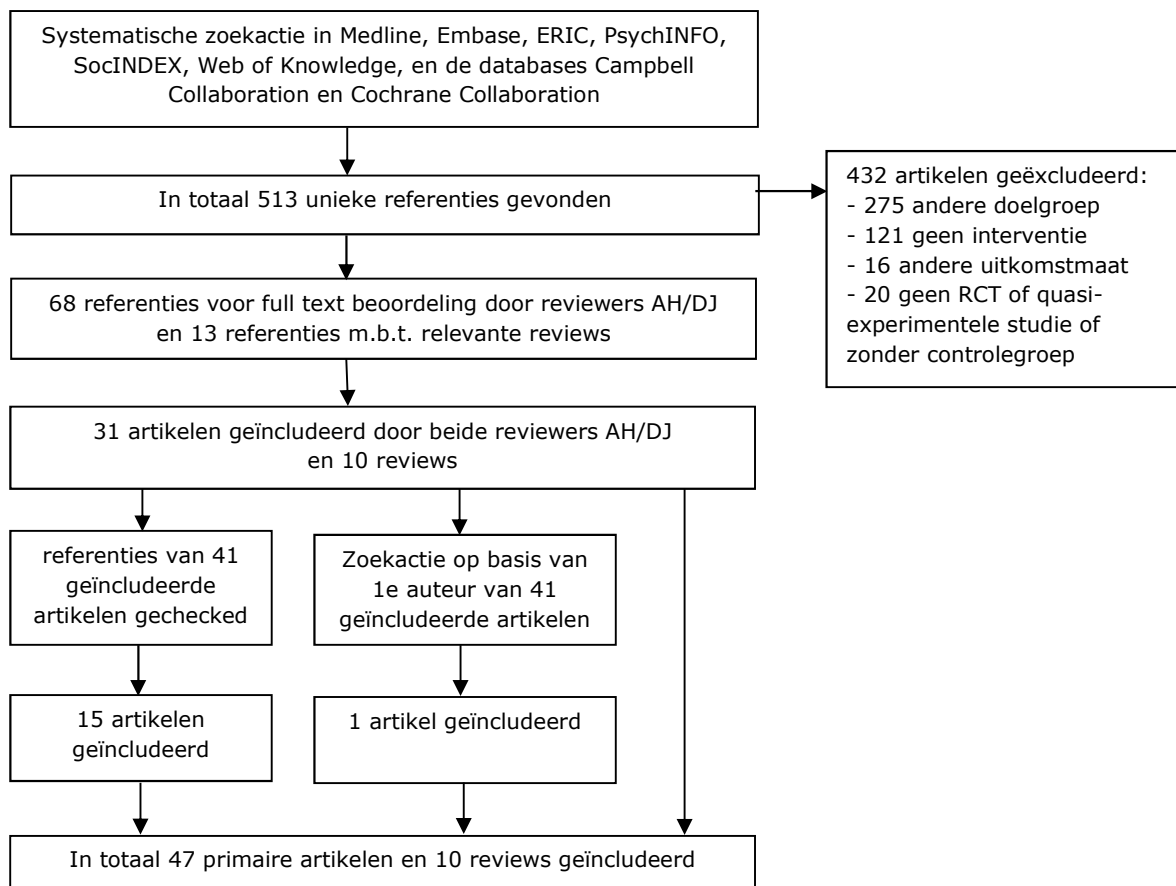 Systematische zoekactie in Medline, Embase, ERIC, PsychINFO,
SocINDEX, Web of Knowledge, en de databases Campbell
Collaboration en Cochrane Collaboration
In totaal 513 unieke referenties gevonden
432 artikelen geëxcludeerd:
- 275 andere doelgroep
- 121 geen interventie
- 16 andere uitkomstmaat
- 20 geen RCT of quasi-
experimentele studie of
zonder controlegroep
68 referenties voor full text beoordeling door reviewers AH/DJ
en 13 referenties m.b.t. relevante reviews
31 artikelen geïncludeerd door beide reviewers AH/DJ
en 10 reviews
referenties van 41
geïncludeerde
artikelen gechecked
Zoekactie op basis van
1e auteur van 41
geïncludeerde artikelen
15 artikelen
geïncludeerd
1 artikel geïncludeerd
In totaal 47 primaire artikelen en 10 reviews geïncludeerd